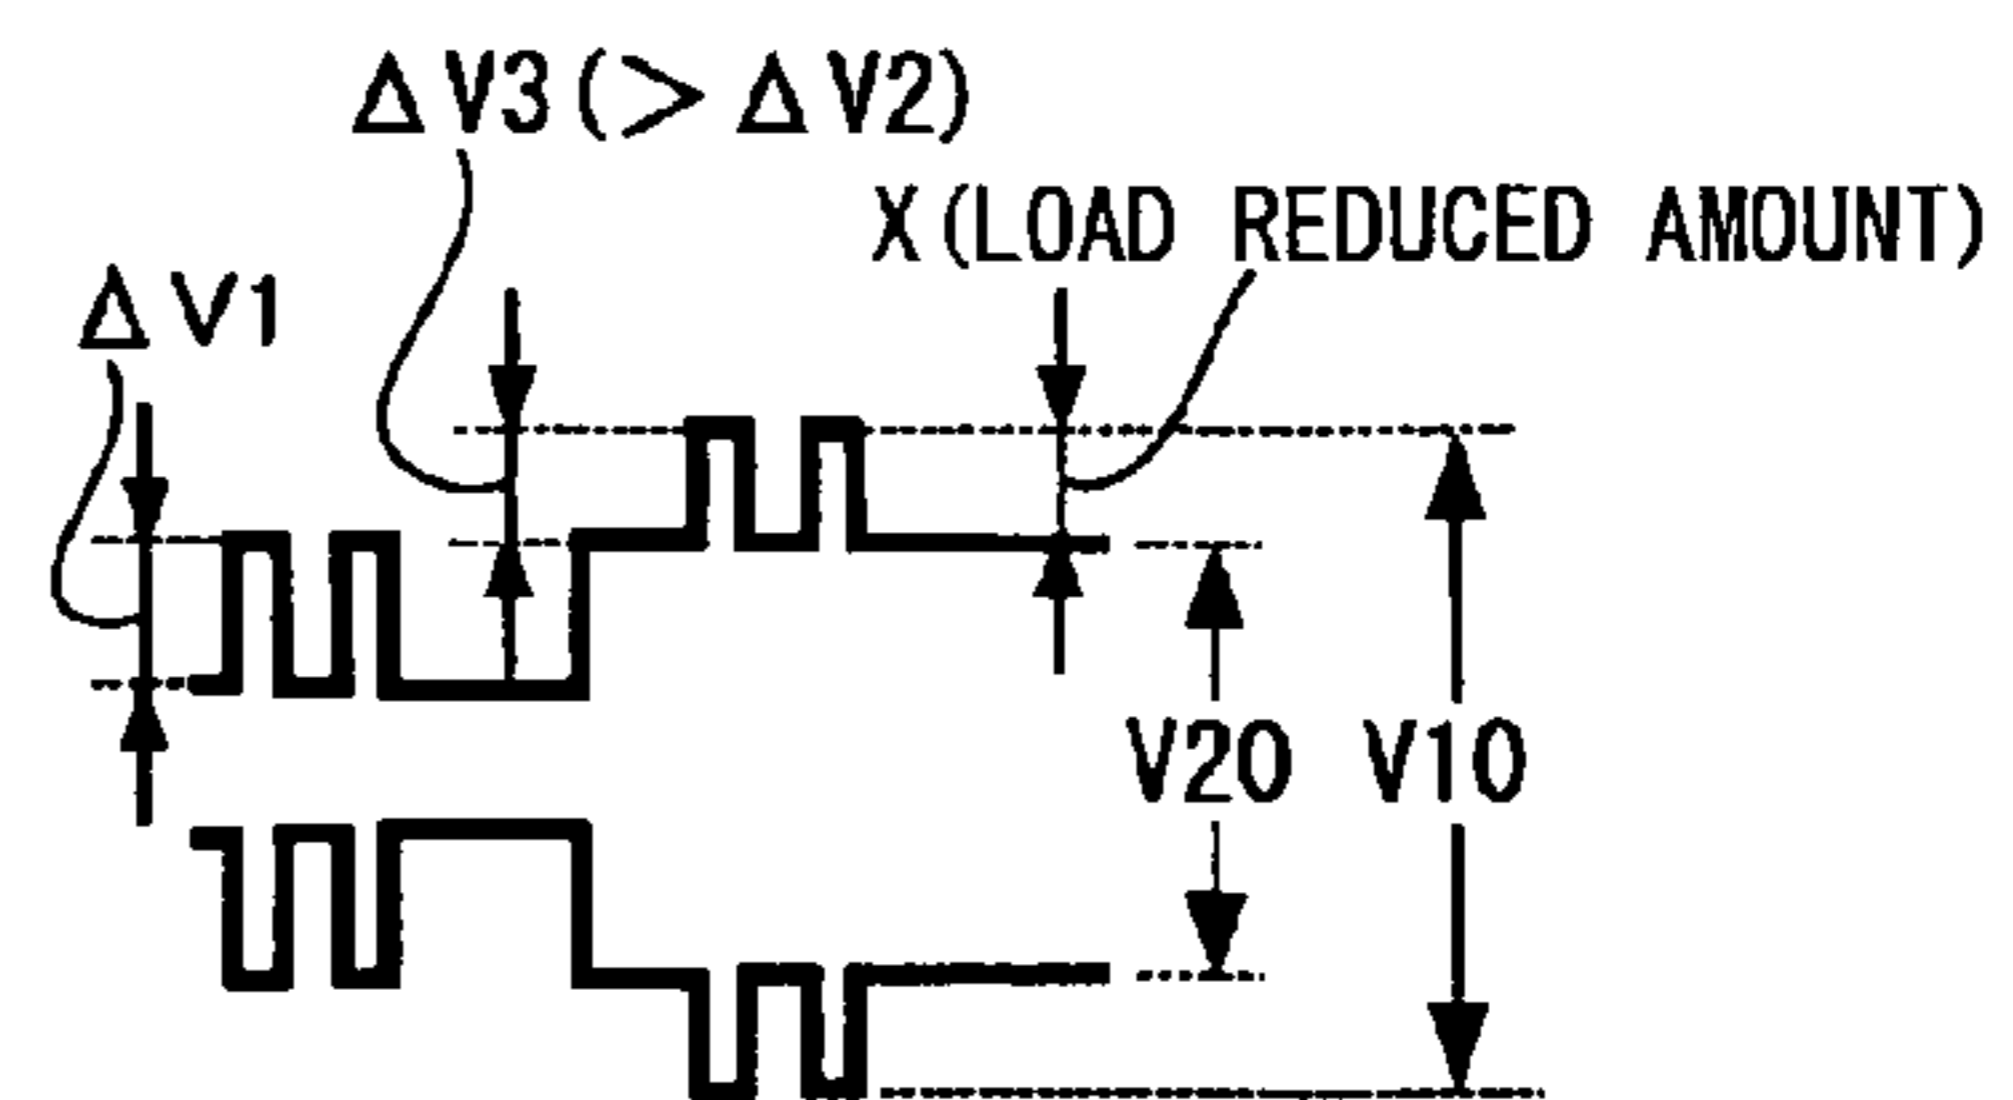 ΔV3(>ΔV2)
X(LOAD REDUCED AMOUNT)
ΔV1
V20 V10